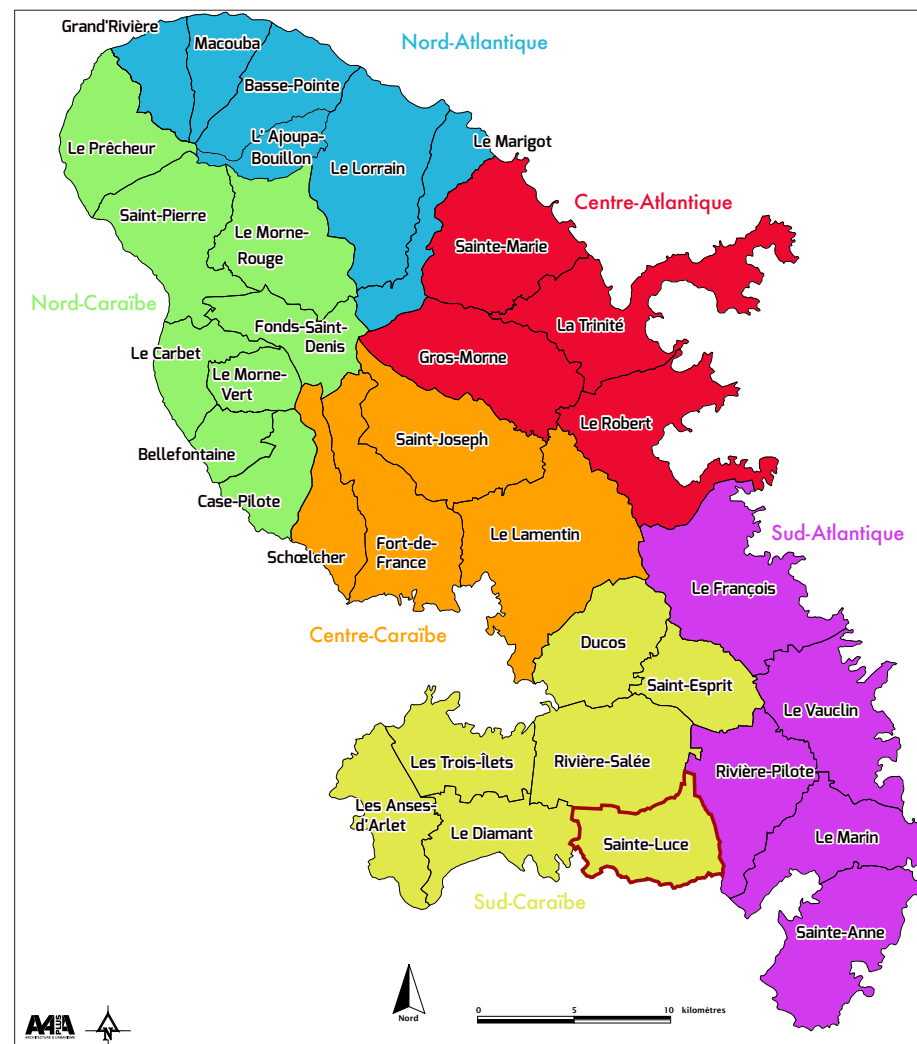 Grand'Rivière
Macouba
Nord-Atlantique
Basse-Pointe
L' Ajoupa-
Bouillon
Le Prêcheur
Le Lorrain
Le Marigot
Saint-Pierre
Centre-Atlantique
Le Morne-
Rouge
Sainte-Marie
Nord-Caraïbe
Fonds-Saint-
Denis
La Trinité
Le Carbet
Gros-Morne
Le Morne-
Vert
Le Robert
Saint-Joseph
Bellefontaine
Case-Pilote
Le Lamentin
Sud-Atlantique
Schœlcher
Fort-de-
France
Le François
Centre-Caraïbe
Ducos
Saint-Esprit
Le Vauclin
Les Trois-Îlets
Rivière-Salée
Rivière-Pilote
Les Anses-
d'Arlet
Le Diamant
Sainte-Luce
Le Marin
Sud-Caraïbe
Sainte-Anne
Nord
0 5 10 kilomètres
A4A PLUS
ARCHITECTURE & URBANISME
N